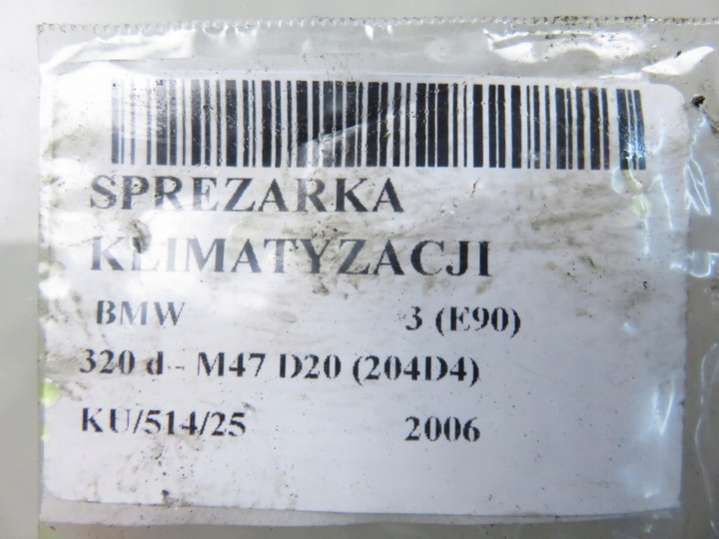 SPREZARKA
KLIMATYZACJI
BMW 3 (E90)
320 d - M47 D20 (204D4)
KU/514/25 2006